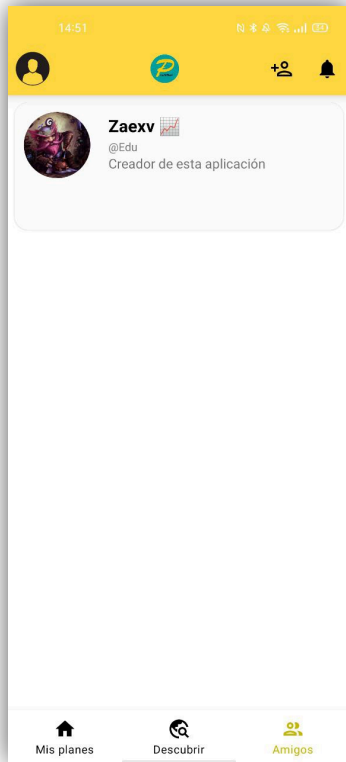 14:51
Zaexv 📈
@Edu
Creador de esta aplicación
Mis planes
Descubrir
Amigos